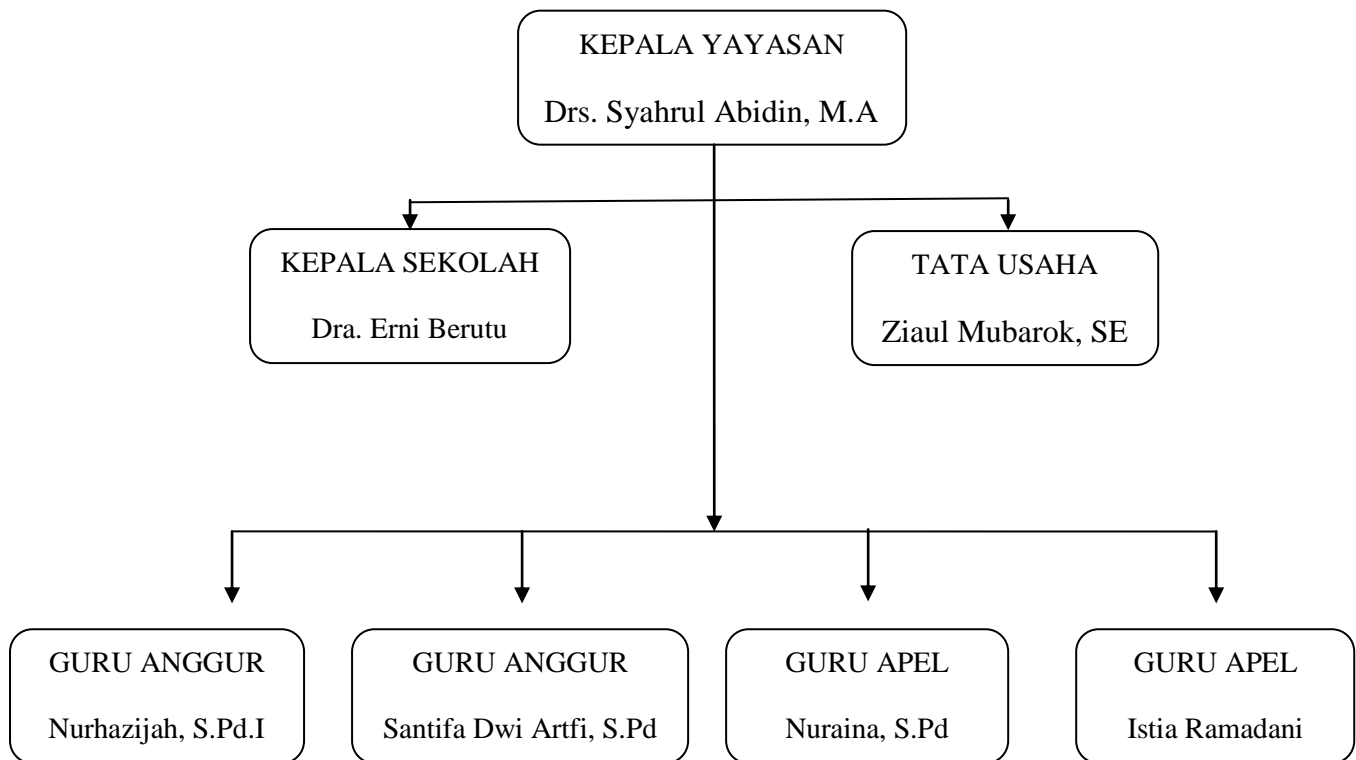 KEPALA YAYASAN
Drs. Syahrul Abidin, M.A
KEPALA SEKOLAH
Dra. Erni Berutu
TATA USAHA
Ziaul Mubarok, SE
GURU ANGGUR
Nurhazijah, S.Pd.I
GURU ANGGUR
Santifa Dwi Artfi, S.Pd
GURU APEL
Nuraina, S.Pd
GURU APEL
Istia Ramadani